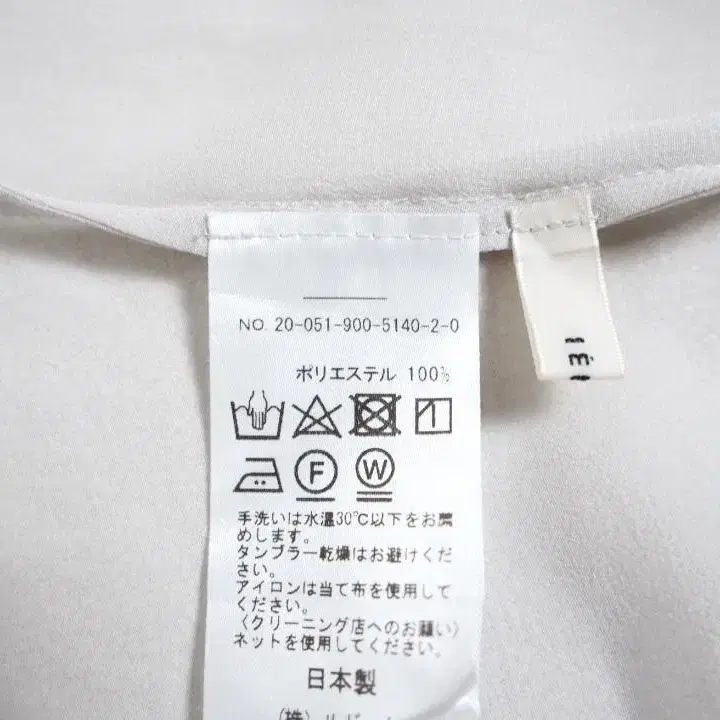 NO. 20-051-900-5140-2-0
ポリエステル 100%
F
W
手洗いは水温30℃以下をお薦
めします。
タンブラー乾燥はお避けくだ
さい。
アイロンは当て布を使用して
ください。
〈クリーニング店へのお願い〉
ネットを使用してください。
日本製
(株)